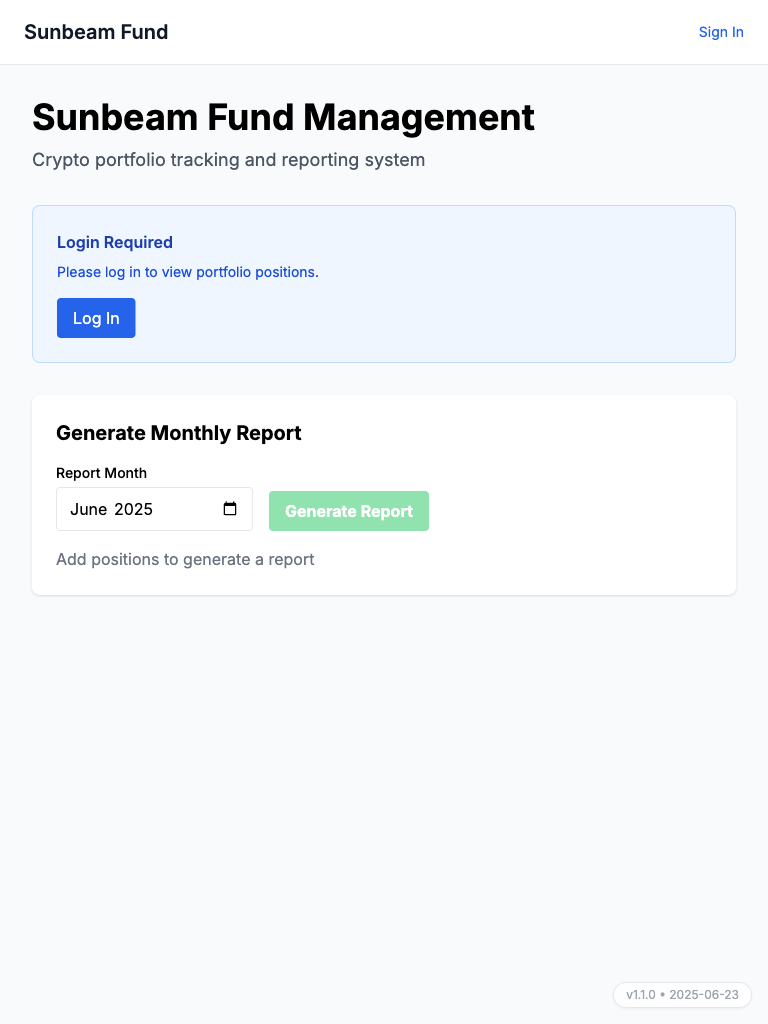 Sunbeam Fund
Sign In
Sunbeam Fund Management
Crypto portfolio tracking and reporting system
Login Required
Please log in to view portfolio positions.
Log In
Generate Monthly Report
Report Month
June 2025
Generate Report
Add positions to generate a report
v1.1.0 • 2025-06-23